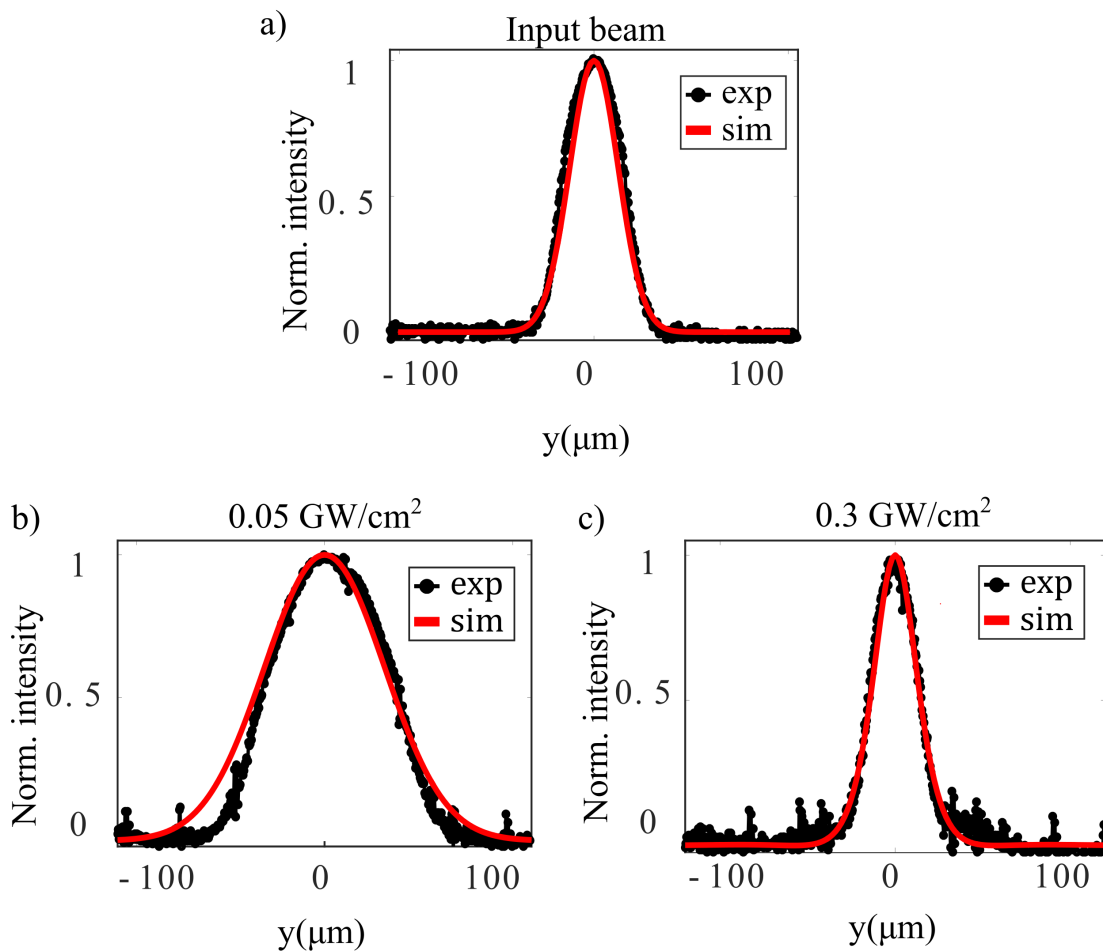 a)
Input beam
Norm. intensity
1
0. 5
0
exp
sim
- 100 0 100
y(μm)
b)
0.05 GW/cm²
Norm. intensity
1
0. 5
0
exp
sim
- 100 0 100
y(μm)
c)
0.3 GW/cm²
Norm. intensity
1
0. 5
0
exp
sim
- 100 0 100
y(μm)